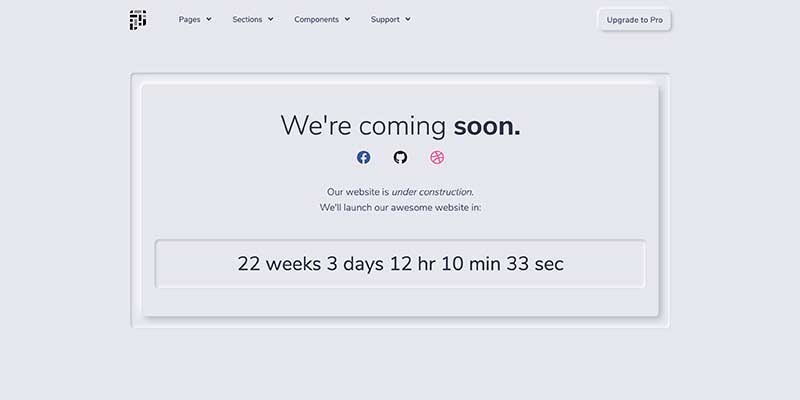 Pages Sections Components Support Upgrade to Pro
We're coming soon.
Our website is under construction.
We'll launch our awesome website in:
22 weeks 3 days 12 hr 10 min 33 sec